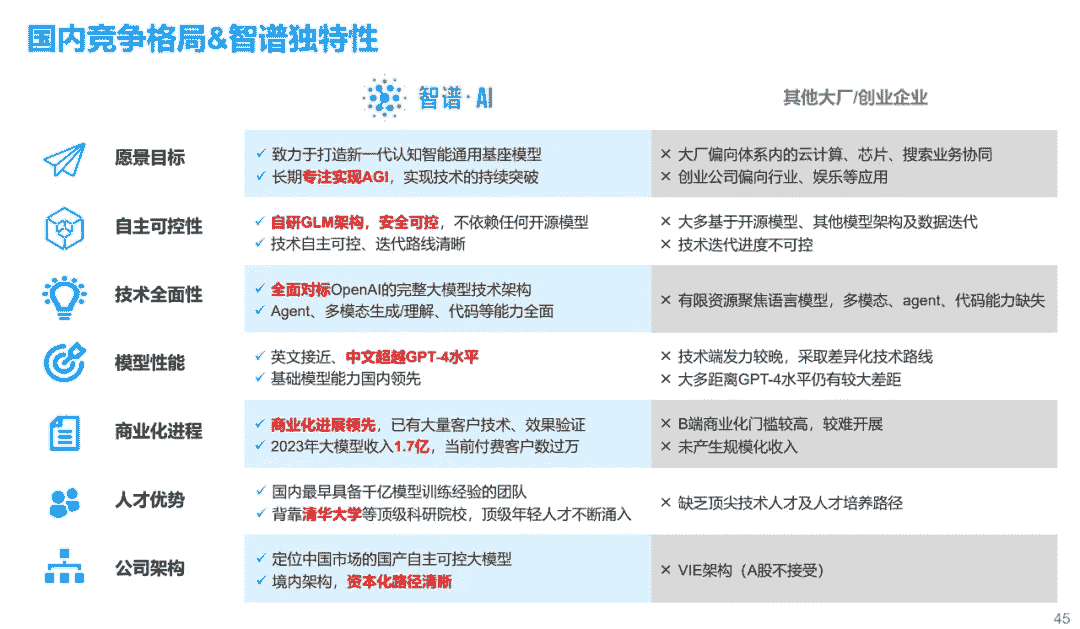 国内竞争格局&智谱独特性
智谱·AI
其他大厂/创业企业
愿景目标
✓ 致力于打造新一代认知智能通用基座模型
✓ 长期专注实现AGI，实现技术的持续突破
× 大厂偏向体系内的云计算、芯片、搜索业务协同
× 创业公司偏向行业、娱乐等应用
自主可控性
✓ 自研GLM架构，安全可控，不依赖任何开源模型
✓ 技术自主可控、迭代路线清晰
× 大多基于开源模型、其他模型架构及数据迭代
× 技术迭代进度不可控
技术全面性
✓ 全面对标OpenAI的完整大模型技术架构
✓ Agent、多模态生成/理解、代码等能力全面
× 有限资源聚焦语言模型，多模态、agent、代码能力缺失
模型性能
✓ 英文接近、中文超越GPT-4水平
✓ 基础模型能力国内领先
× 技术端发力较晚，采取差异化技术路线
× 大多距离GPT-4水平仍有较大差距
商业化进程
✓ 商业化进展领先，已有大量客户技术、效果验证
✓ 2023年大模型收入1.7亿，当前付费客户数过万
× B端商业化门槛较高，较难开展
× 未产生规模化收入
人才优势
✓ 国内最早具备千亿模型训练经验的团队
✓ 背靠清华大学等顶级科研院校，顶级年轻人才不断涌入
× 缺乏顶尖技术人才及人才培养路径
公司架构
✓ 定位中国市场的国产自主可控大模型
✓ 境内架构，资本化路径清晰
× VIE架构（A股不接受）
45